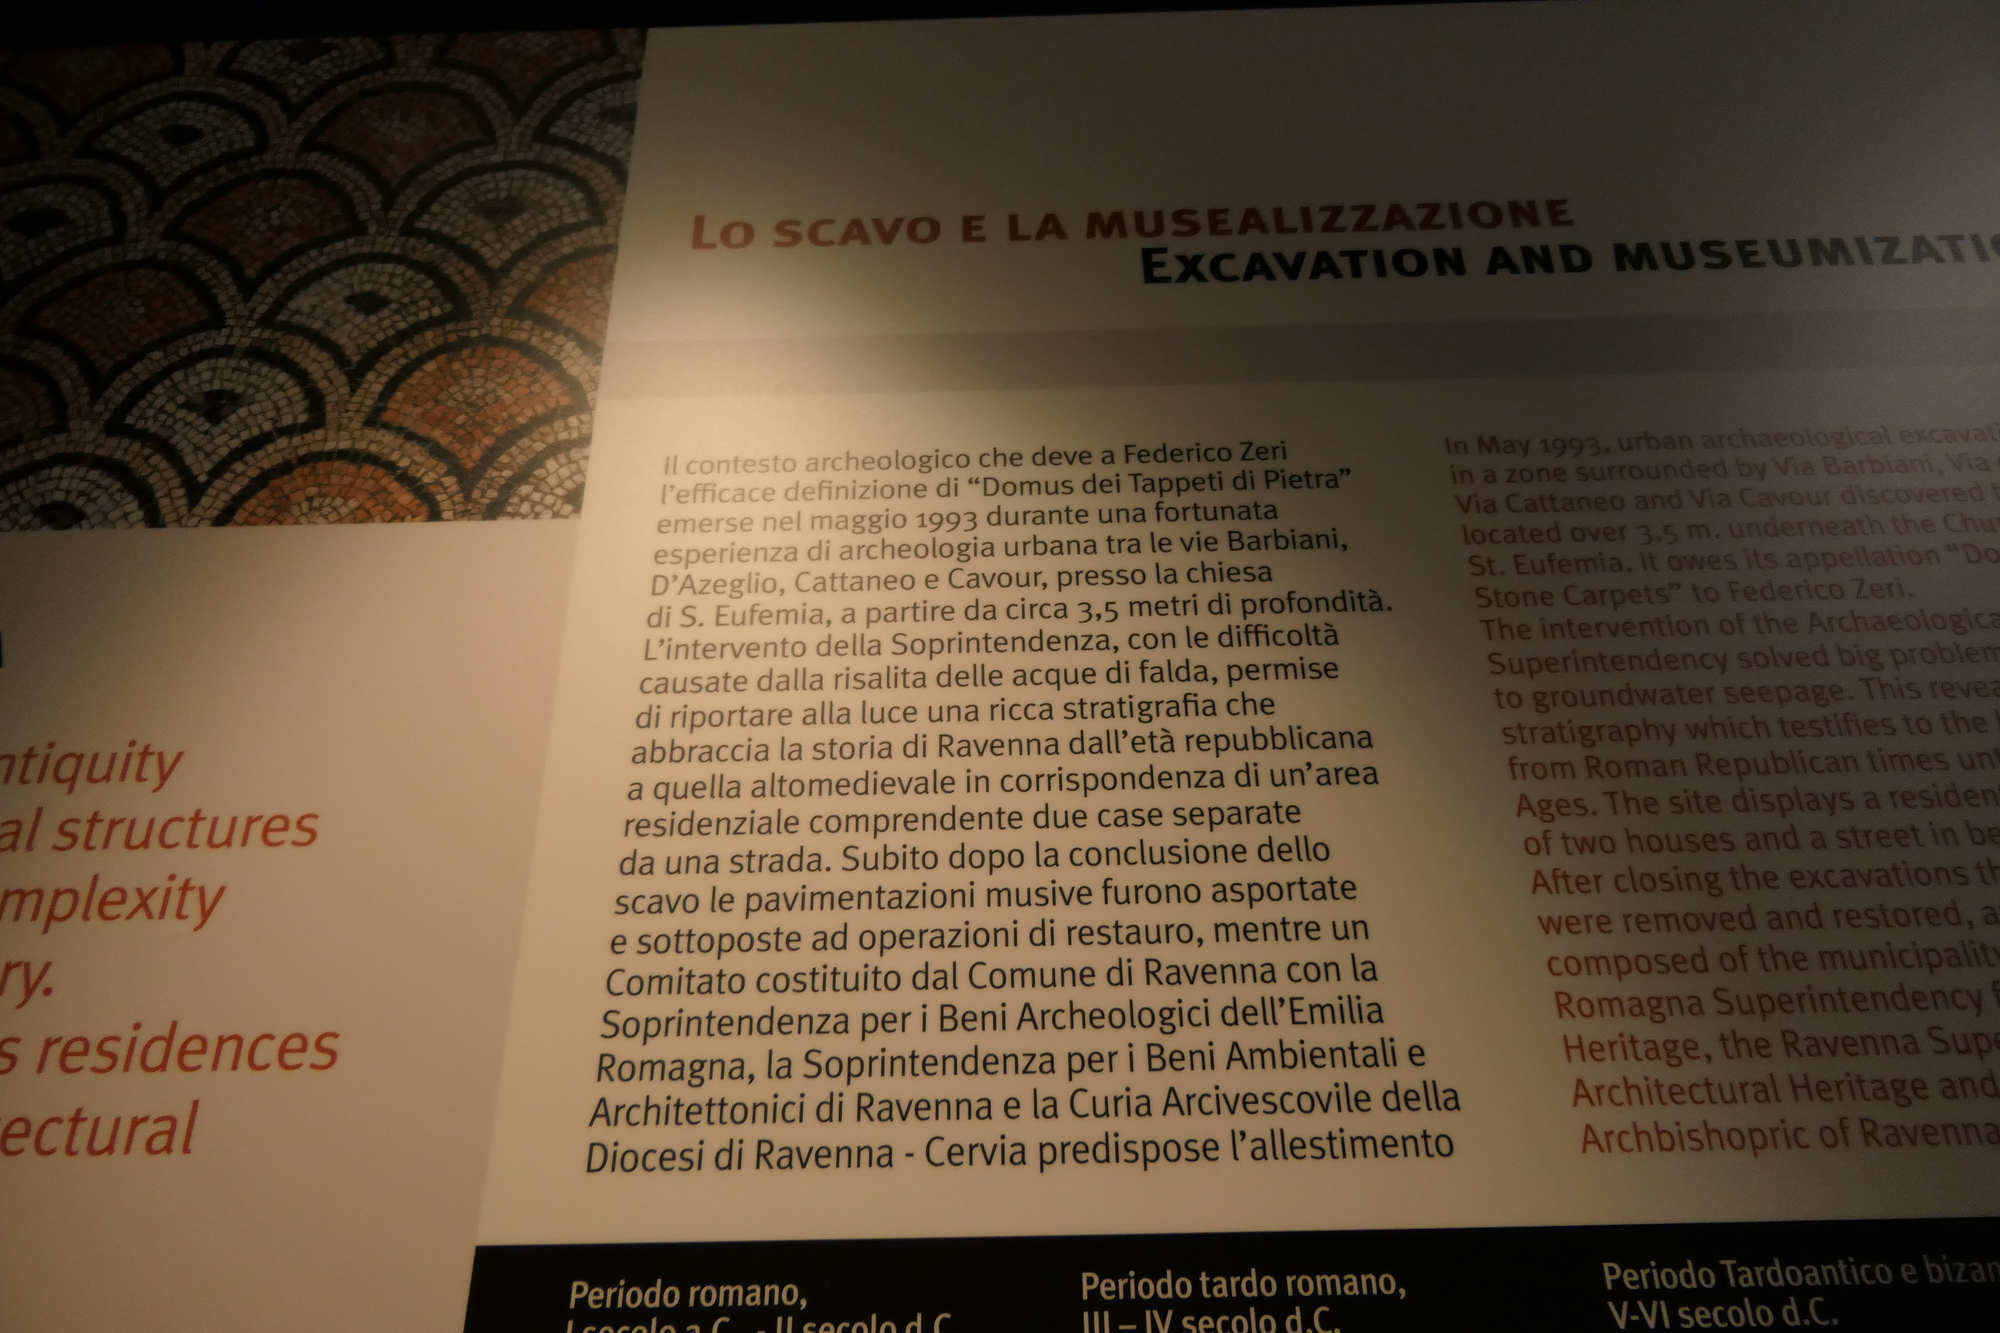 LO SCAVO E LA MUSEALIZZAZIONE
EXCAVATION AND MUSEUMIZATIO
Il contesto archeologico che deve a Federico Zeri
l'efficace definizione di “Domus dei Tappeti di Pietra”
emerse nel maggio 1993 durante una fortunata
esperienza di archeologia urbana tra le vie Barbiani,
D'Azeglio, Cattaneo e Cavour, presso la chiesa
di S. Eufemia, a partire da circa 3,5 metri di profondità.
L'intervento della Soprintendenza, con le difficoltà
causate dalla risalita delle acque di falda, permise
di riportare alla luce una ricca stratigrafia che
abbraccia la storia di Ravenna dall'età repubblicana
a quella altomedievale in corrispondenza di un'area
residenziale comprendente due case separate
da una strada. Subito dopo la conclusione dello
scavo le pavimentazioni musive furono asportate
e sottoposte ad operazioni di restauro, mentre un
Comitato costituito dal Comune di Ravenna con la
Soprintendenza per i Beni Archeologici dell'Emilia
Romagna, la Soprintendenza per i Beni Ambientali e
Architettonici di Ravenna e la Curia Arcivescovile della
Diocesi di Ravenna - Cervia predispose l'allestimento
In May 1993, urban archaeological excavati
in a zone surrounded by Via Barbiani, Via
Via Cattaneo and Via Cavour discovered
located over 3,5 m. underneath the Chu
St. Eufemia. It owes its appellation “Do
Stone Carpets” to Federico Zeri.
The intervention of the Archaeologica
Superintendency solved big problem
to groundwater seepage. This revea
stratigraphy which testifies to the
from Roman Republican times unt
Ages. The site displays a residen
of two houses and a street in be
After closing the excavations th
were removed and restored, a
composed of the municipality
Romagna Superintendency f
Heritage, the Ravenna Supe
Architectural Heritage and
Archbishopric of Ravenna
ntiquity
al structures
mplexity
ry.
s residences
ectural
Periodo romano,
I secolo a.C. - II secolo d.C.
Periodo tardo romano,
III – IV secolo d.C.
Periodo Tardoantico e bizan
V-VI secolo d.C.